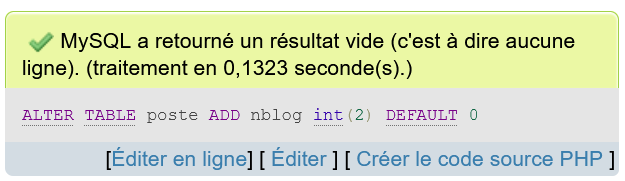 MySQL a retourné un résultat vide (c'est à dire aucune
ligne). (traitement en 0,1323 seconde(s).)
ALTER TABLE poste ADD nblog int(2) DEFAULT 0
[Éditer en ligne] [ Éditer ] [ Créer le code source PHP ]